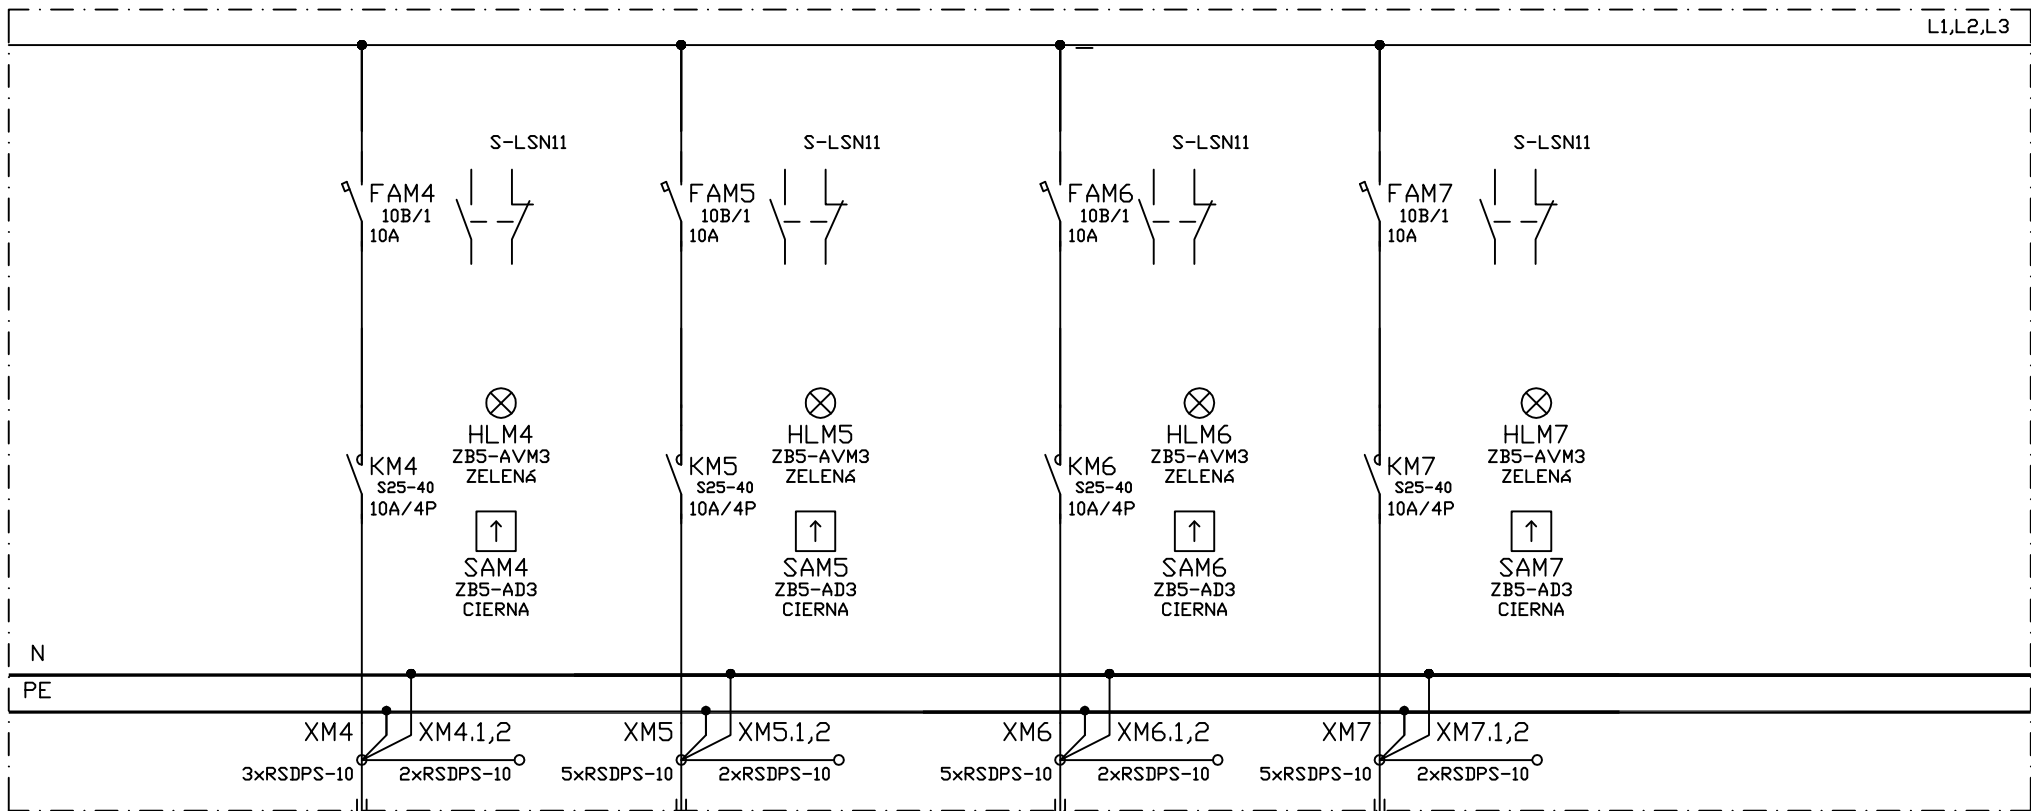 L1,L2,L3
S-LSN11 S-LSN11 S-LSN11 S-LSN11
FAM4 FAM5 FAM6 FAM7
10B/1 10B/1 10B/1 10B/1
10A 10A 10A 10A
HLM4 HLM5 HLM6 HLM7
ZB5-AVM3 ZB5-AVM3 ZB5-AVM3 ZB5-AVM3
KM4 KM5 KM6 KM7
ZELENÁ ZELENÁ ZELENÁ ZELENÁ
S25-40 S25-40 S25-40 S25-40
10A/4P 10A/4P 10A/4P 10A/4P
SAM4 SAM5 SAM6 SAM7
ZB5-AD3 ZB5-AD3 ZB5-AD3 ZB5-AD3
CIERNA CIERNA CIERNA CIERNA
N
PE
XM4 XM4.1,2 XM5 XM5.1,2 XM6 XM6.1,2 XM7 XM7.1,2
3xRSDPS-10 2xRSDPS-10 5xRSDPS-10 2xRSDPS-10 5xRSDPS-10 2xRSDPS-10 5xRSDPS-10 2xRSDPS-10